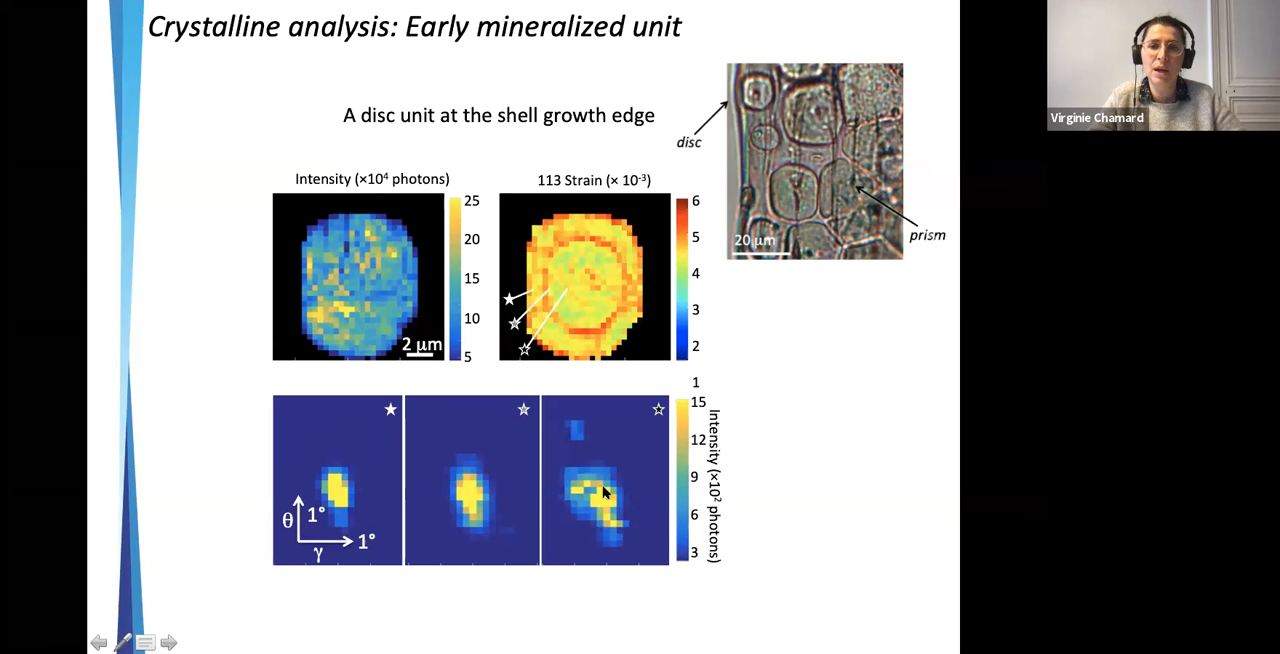 Crystalline analysis: Early mineralized unit
Virginie Chamard
A disc unit at the shell growth edge
disc
prism
20 μm
Intensity (×10⁴ photons)
25
20
15
10
5
2 μm
113 Strain (× 10⁻³)
6
5
4
3
2
1
θ
1°
γ
1°
15
12
9
6
3
Intensity (×10² photons)